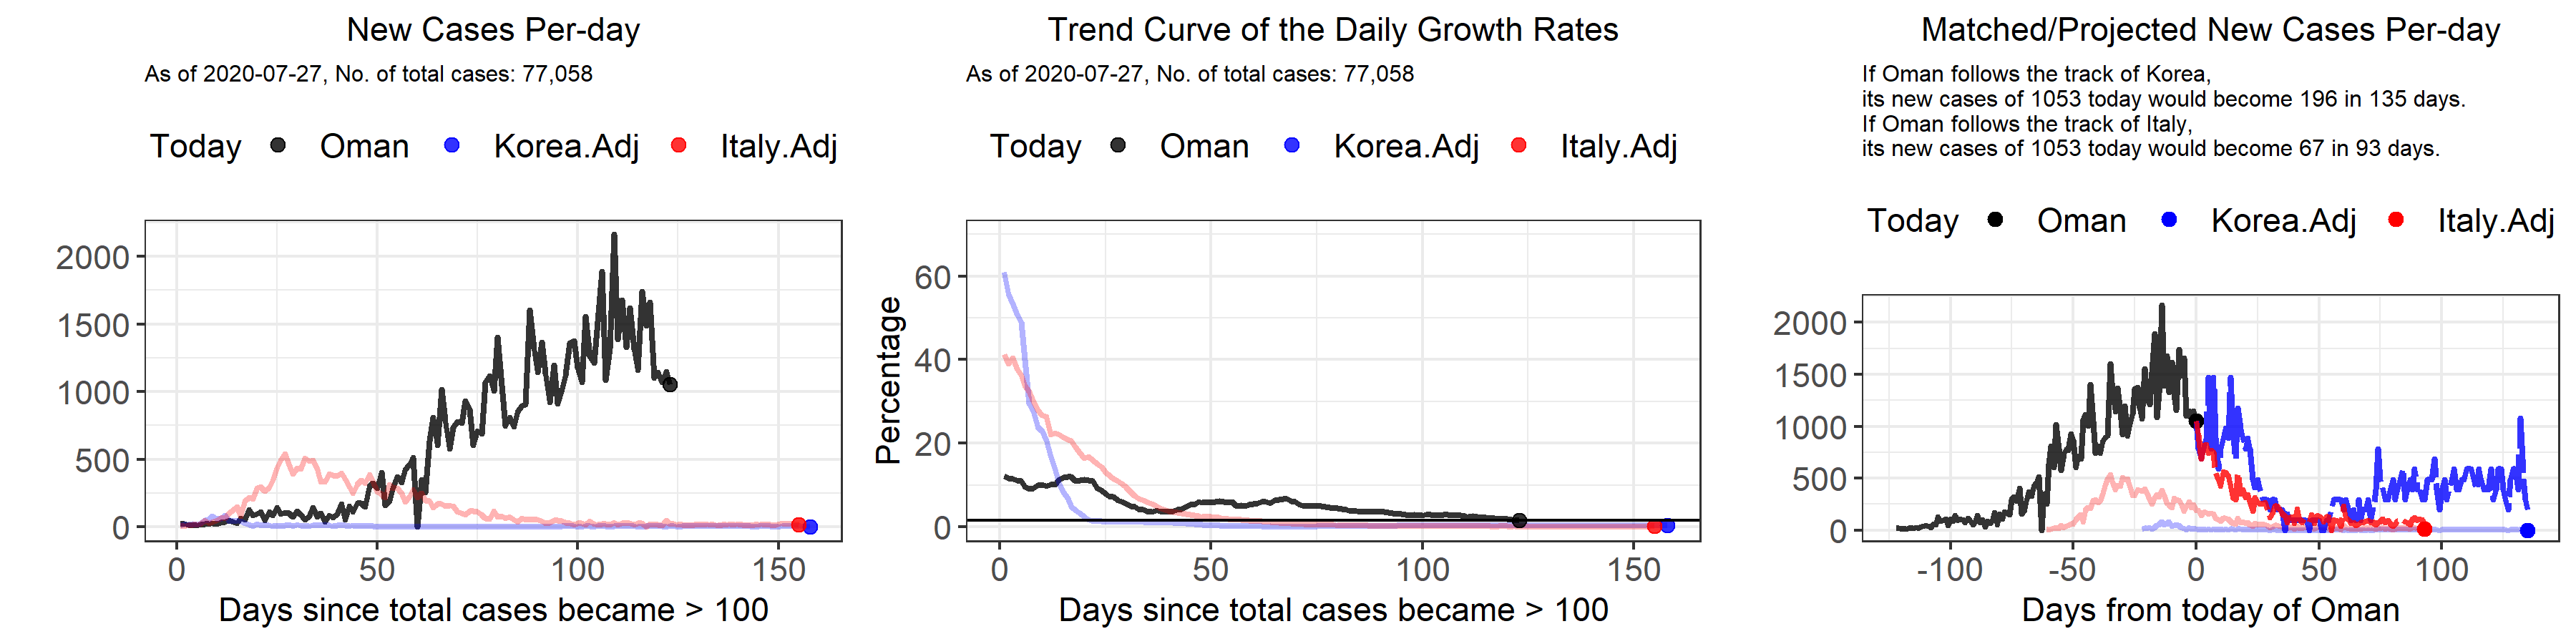 New Cases Per-day
As of 2020-07-27, No. of total cases: 77,058
Today Oman Korea.Adj Italy.Adj
2000
1500
1000
500
0
0 50 100 150
Days since total cases became > 100
Trend Curve of the Daily Growth Rates
As of 2020-07-27, No. of total cases: 77,058
Today Oman Korea.Adj Italy.Adj
Percentage
60
40
20
0
0 50 100 150
Days since total cases became > 100
Matched/Projected New Cases Per-day
If Oman follows the track of Korea,
its new cases of 1053 today would become 196 in 135 days.
If Oman follows the track of Italy,
its new cases of 1053 today would become 67 in 93 days.
Today Oman Korea.Adj Italy.Adj
2000
1500
1000
500
0
-100 -50 0 50 100
Days from today of Oman